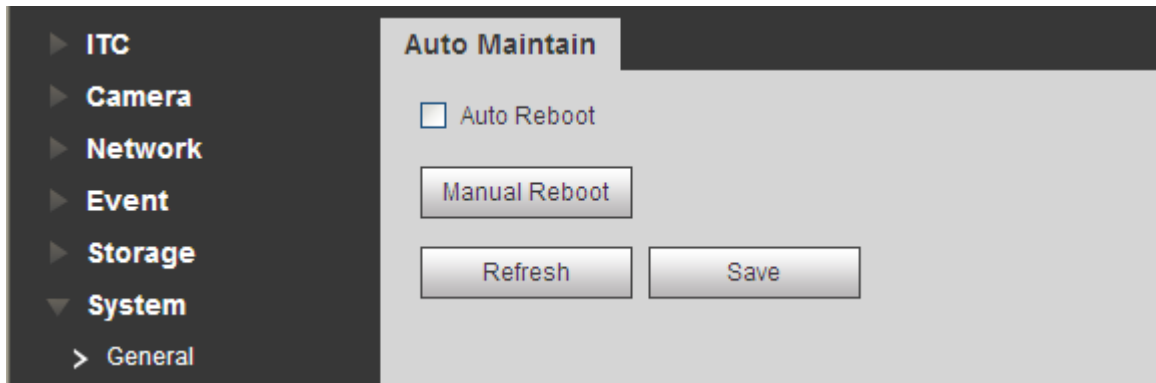 ITC
Camera
Network
Event
Storage
System
General
Auto Maintain
Auto Reboot
Manual Reboot
Refresh Save